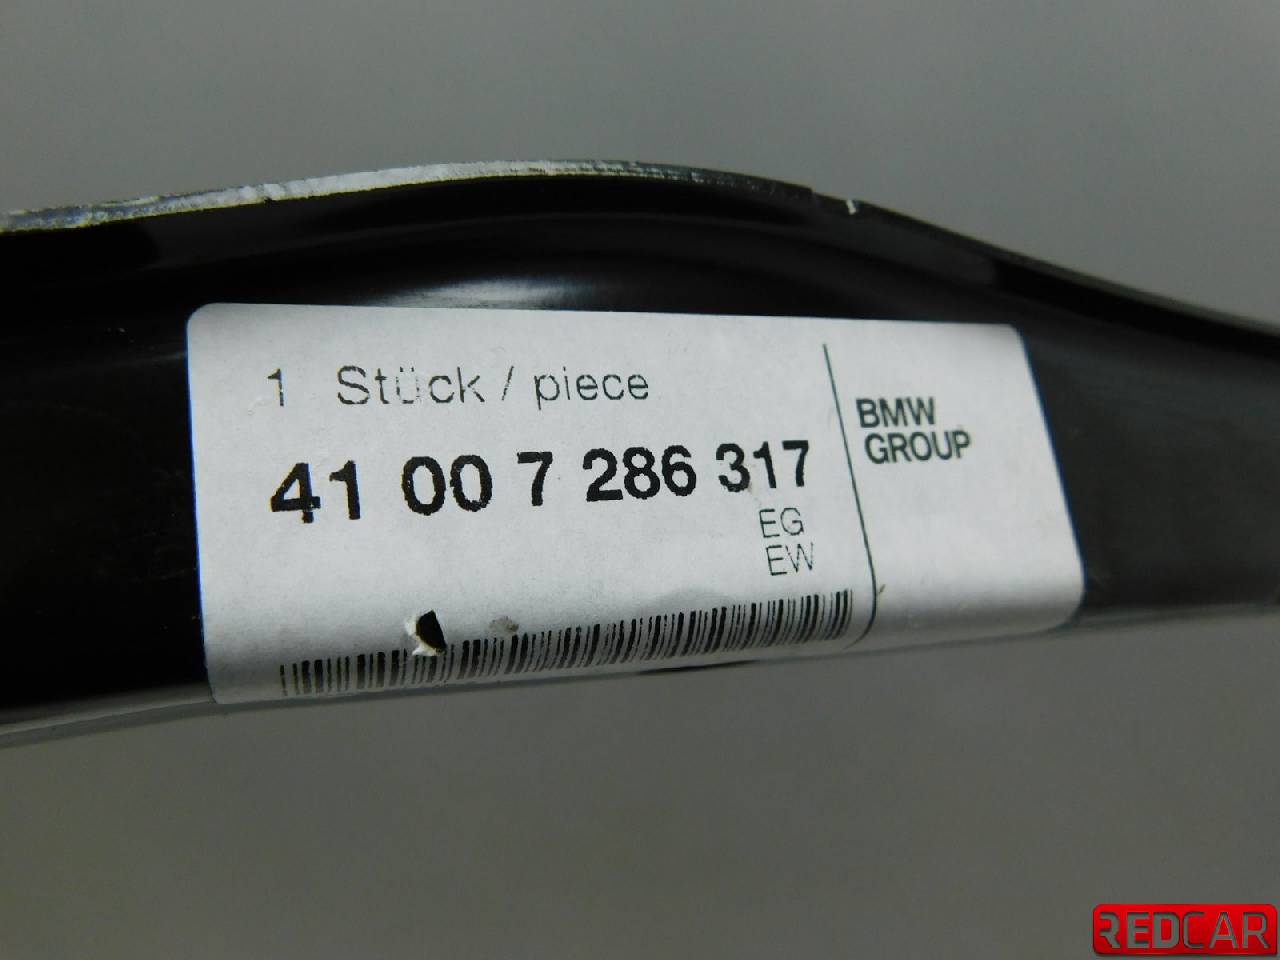 1 Stück / piece
41 00 7 286 317
EG
EW
BMW
GROUP
REDCAR